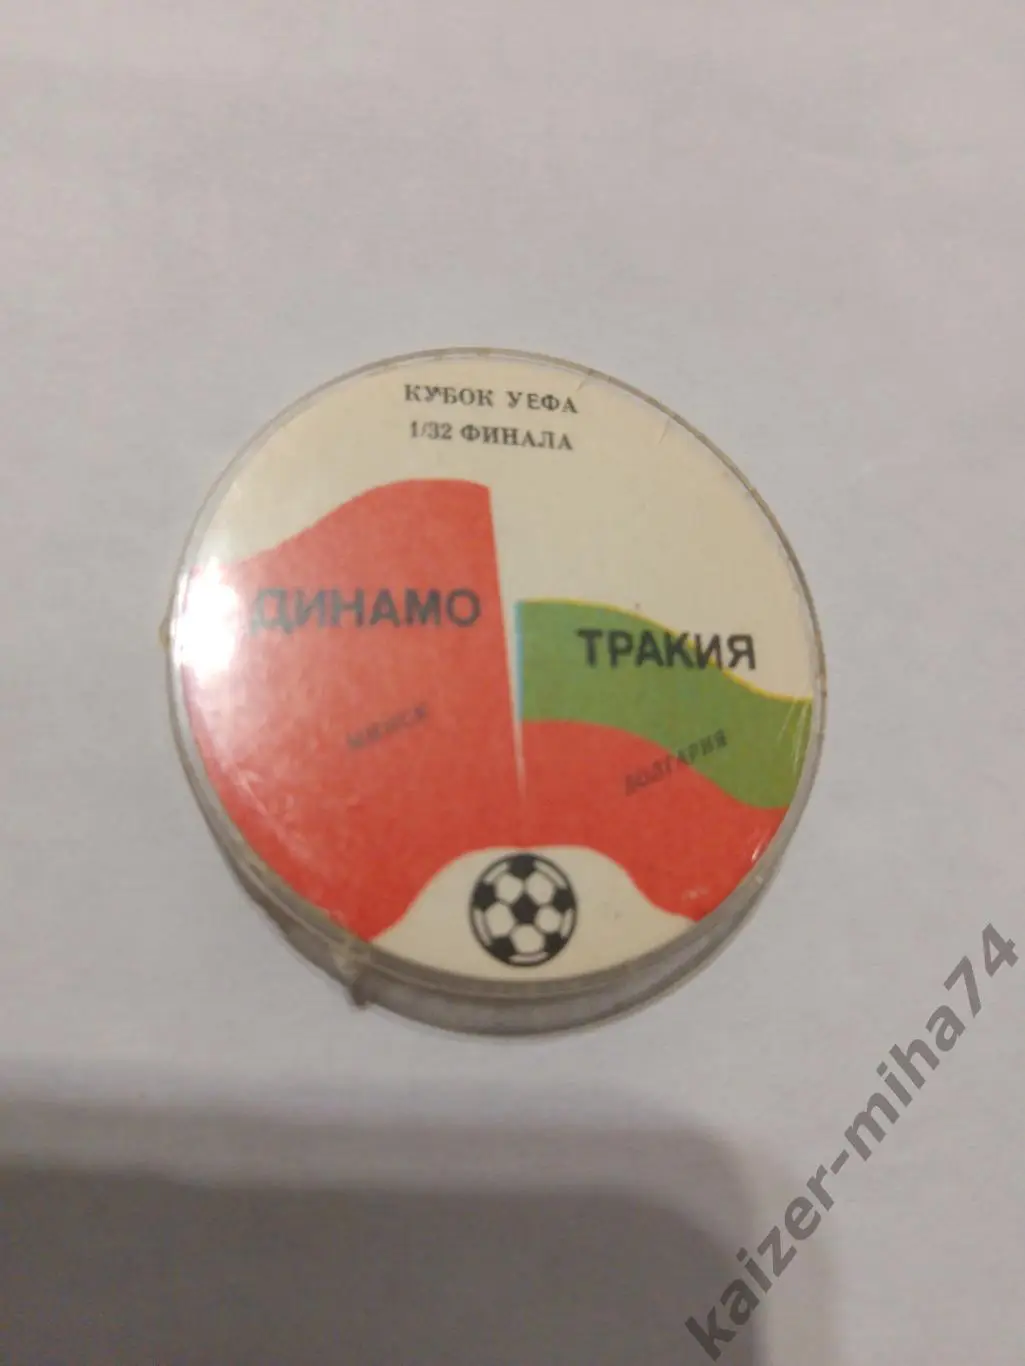 КУБОК УЕФА
1/32 ФИНАЛА
ДИНАМО
ТРАКИЯ
МИНСК
БОЛГАРИЯ
kaizer-miha74